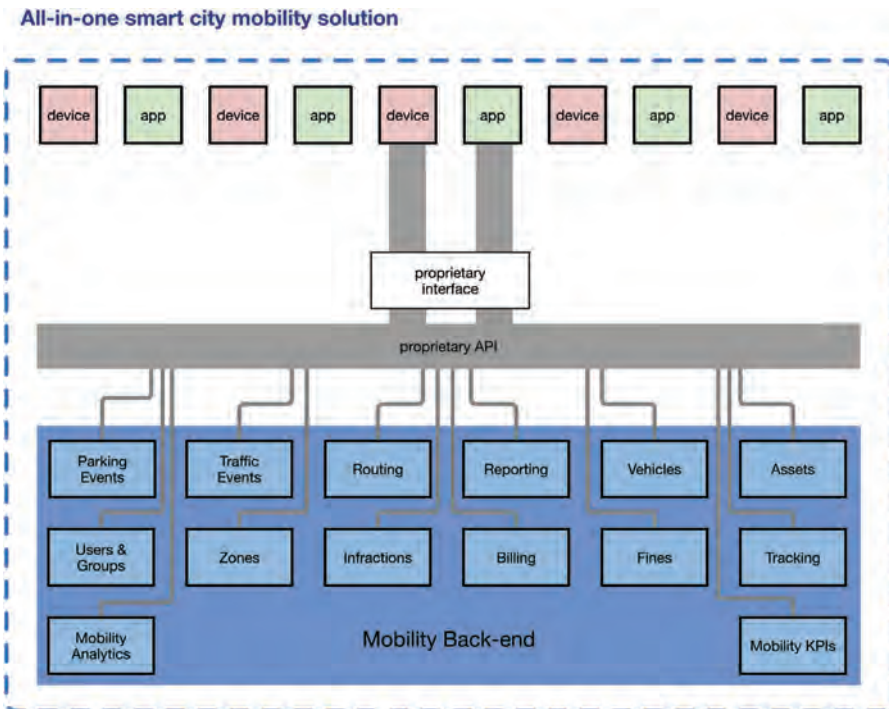 All-in-one smart city mobility solution
device
app
device
app
device
app
device
app
device
app
proprietary
interface
proprietary API
Parking
Events
Traffic
Events
Routing
Reporting
Vehicles
Assets
Users &
Groups
Zones
Infractions
Billing
Fines
Tracking
Mobility
Analytics
Mobility Back-end
Mobility KPIs